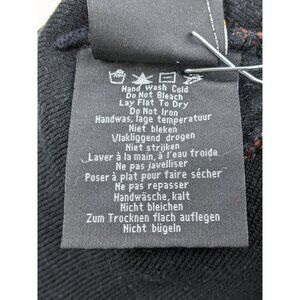 Hand Wash Cold
Do Not Bleach
Lay Flat To Dry
Do Not Iron
Handwas, lage temperatuur
Niet bleken
Vlakliggend drogen
Niet strijken
Laver à la main, à l'eau froide
Ne pas javelliser
Poser à plat pour faire sécher
Ne pas repasser
Handwäsche, kalt
Nicht bleichen
Zum Trocknen flach auflegen
Nicht bügeln